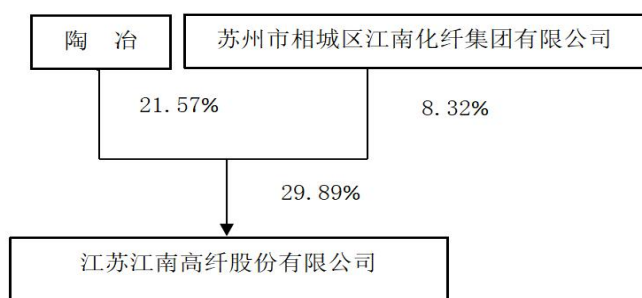 陶 冶
苏州市相城区江南化纤集团有限公司
21.57%
8.32%
29.89%
江苏江南高纤股份有限公司